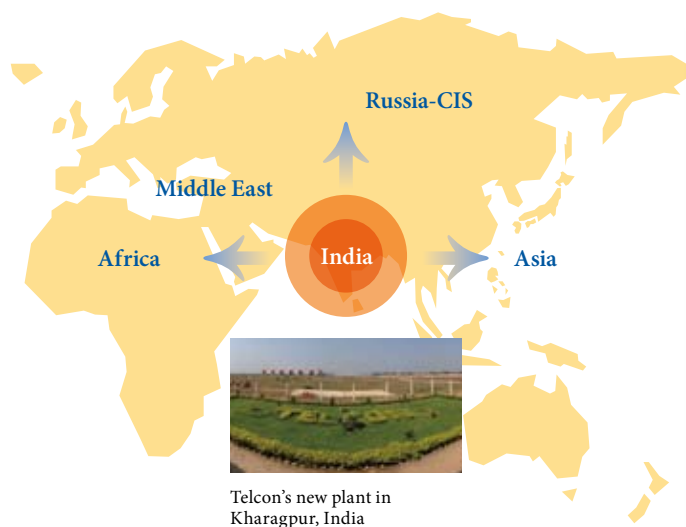 Russia-CIS
Middle East
Africa
India
Asia
Telcon's new plant in
Kharagpur, India